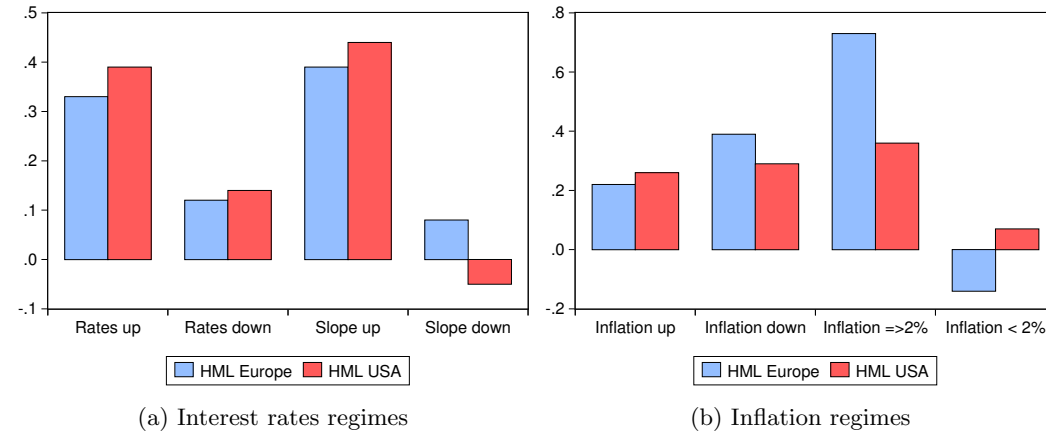 .5
.4
.3
.2
.1
.0
-.1
Rates up
Rates down
Slope up
Slope down
HML Europe
HML USA
(a) Interest rates regimes
.8
.6
.4
.2
.0
-.2
Inflation up
Inflation down
Inflation =>2%
Inflation < 2%
HML Europe
HML USA
(b) Inflation regimes